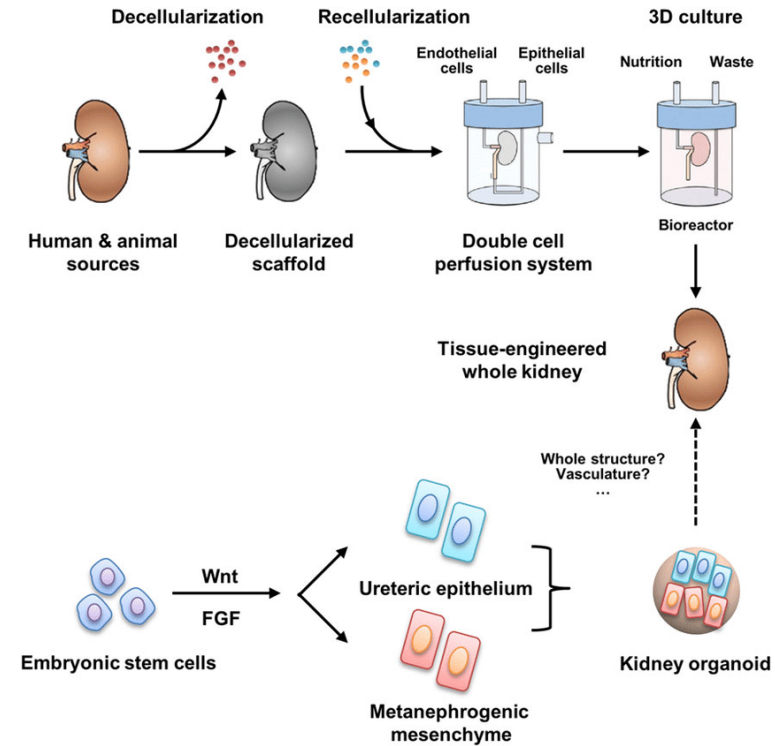 Decellularization
Recellularization
3D culture
Endothelial
cells
Epithelial
cells
Nutrition
Waste
Human & animal
sources
Decellularized
scaffold
Double cell
perfusion system
Bioreactor
Tissue-engineered
whole kidney
Whole structure?
Vasculature?
...
Wnt
FGF
Embryonic stem cells
Ureteric epithelium
Metanephrogenic
mesenchyme
Kidney organoid